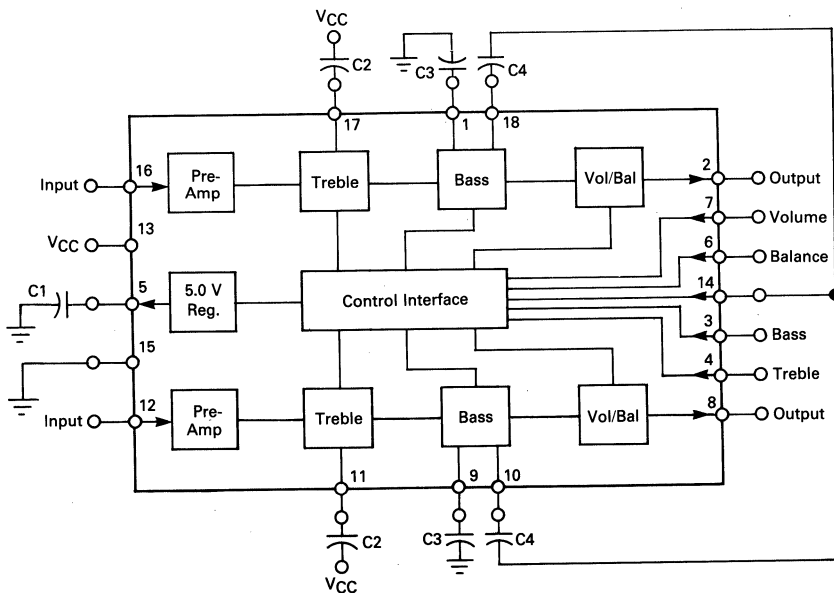 VCC
C2
C3
C4
17
1
18
16
Input
Pre-
Amp
Treble
Bass
Vol/Bal
2
Output
7
Volume
13
VCC
6
Balance
C1
5
5.0 V
Reg.
Control Interface
14
15
3
Bass
4
Treble
12
Input
Pre-
Amp
Treble
Bass
Vol/Bal
8
Output
11
9
10
C2
C3
C4
VCC